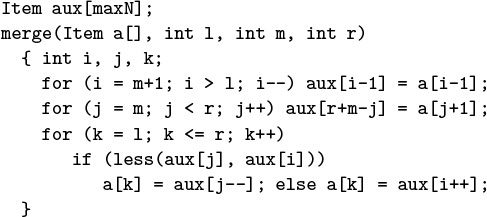 Item aux[maxN];
merge(Item a[], int l, int m, int r)
{ int i, j, k;
for (i = m+1; i > l; i--) aux[i-1] = a[i-1];
for (j = m; j < r; j++) aux[r+m-j] = a[j+1];
for (k = l; k <= r; k++)
if (less(aux[j], aux[i]))
a[k] = aux[j--]; else a[k] = aux[i++];
}